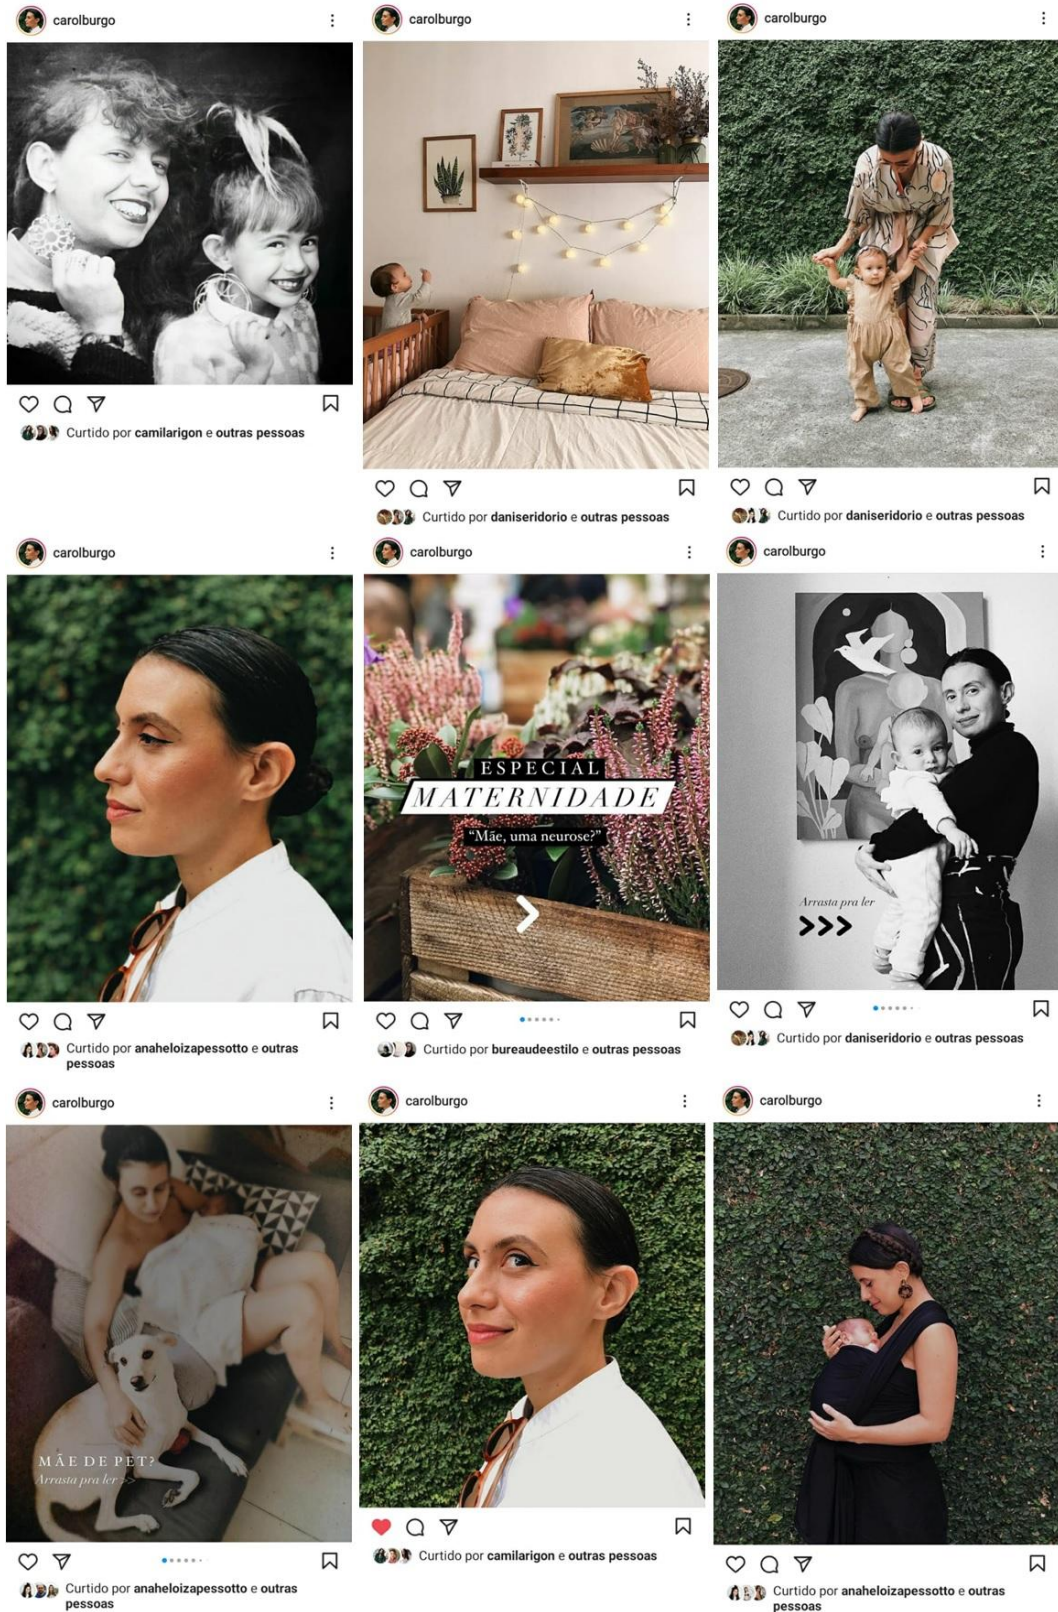 carolburgo
carolburgo
carolburgo
Curtido por camilarigon e outras pessoas
Curtido por daniseridorio e outras pessoas
Curtido por daniseridorio e outras pessoas
carolburgo
carolburgo
carolburgo
ESPECIAL
MATERNIDADE
“Mãe, uma neurose?”
Arrasta pra ler
>>>
Curtido por anaheloizapessotto e outras
pessoas
Curtido por bureaudeestilo e outras pessoas
Curtido por daniseridorio e outras pessoas
carolburgo
carolburgo
carolburgo
MÃE DE PET?
Arrasta pra ler >>
Curtido por anaheloizapessotto e outras
pessoas
Curtido por camilarigon e outras pessoas
Curtido por anaheloizapessotto e outras
pessoas